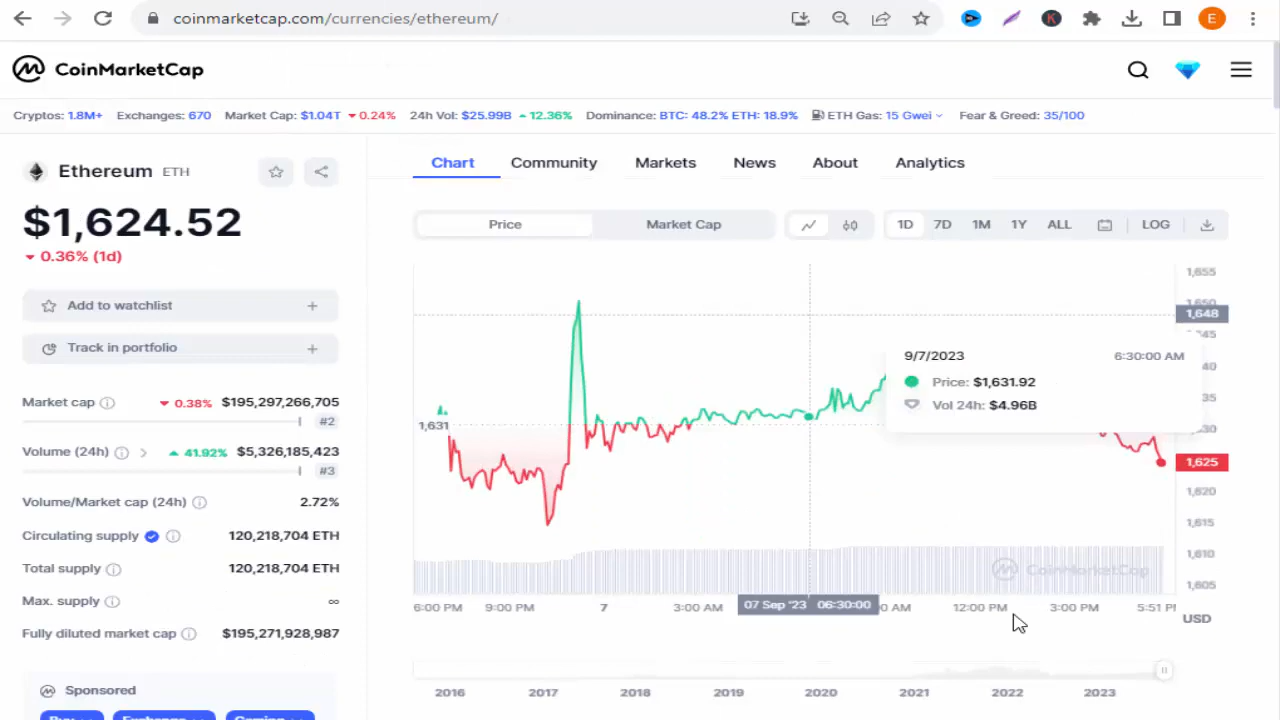 coinmarketcap.com/currencies/ethereum/
K
E
CoinMarketCap
Cryptos: 1.8M+ Exchanges: 670 Market Cap: $1.04T 0.24% 24h Vol: $25.99B 12.36% Dominance: BTC: 48.2% ETH: 18.9% ETH Gas: 15 Gwei Fear & Greed: 35/100
Ethereum ETH
$1,624.52
0.36% (1d)
Add to watchlist +
Track in portfolio +
Market cap 0.38% $195,297,266,705
#2
Volume (24h) 41.92% $5,326,185,423
#3
Volume/Market cap (24h) 2.72%
Circulating supply 120,218,704 ETH
Total supply 120,218,704 ETH
Max. supply ∞
Fully diluted market cap $195,271,928,987
Sponsored
Chart Community Markets News About Analytics
Price Market Cap 1D 7D 1M 1Y ALL LOG
1,655
1,650
1,648
45
9/7/2023 6:30:00 AM
40
Price: $1,631.92
35
Vol 24h: $4.96B
1,631
30
1,625
1,620
1,615
1,610
CoinMarketCap
1,605
6:00 PM 9:00 PM 7 3:00 AM 07 Sep '23 06:30:00 AM 12:00 PM 3:00 PM 5:51
USD
2016 2017 2018 2019 2020 2021 2022 2023